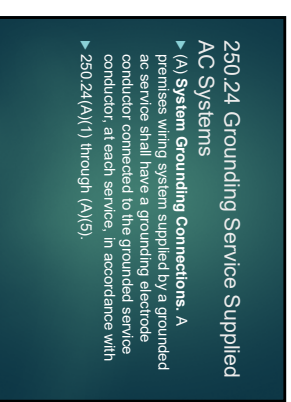 250.24 Grounding Service Supplied
AC Systems
▶ (A) System Grounding Connections. A
premises wiring system supplied by a grounded
ac service shall have a grounding electrode
conductor connected to the grounded service
conductor, at each service, in accordance with
▶ 250.24(A)(1) through (A)(5).